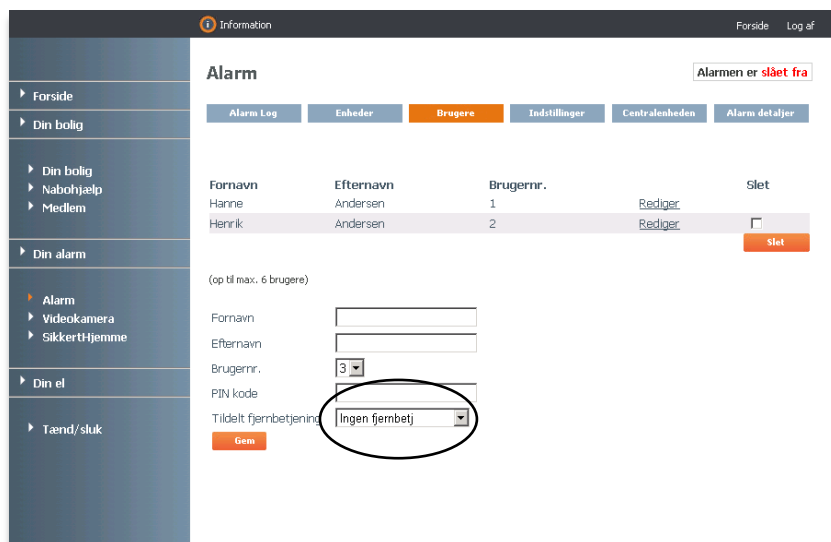 Information
Forside Log af
Alarm
Alarmen er slået fra
Forside
Din bolig
Din bolig
Nabohjælp
Medlem
Din alarm
Alarm
Videokamera
SikkertHjemme
Din el
Tænd/sluk
Alarm Log Enheder Brugere Indstillinger Centralenheden Alarm detaljer
Fornavn Efternavn Brugernr. Slet
Hanne Andersen 1 Rediger
Henrik Andersen 2 Rediger
Slet
(op til max. 6 brugere)
Fornavn
Efternavn
Brugernr. 3
PIN kode
Tildelt fjernbetjening Ingen fjernbetj
Gem